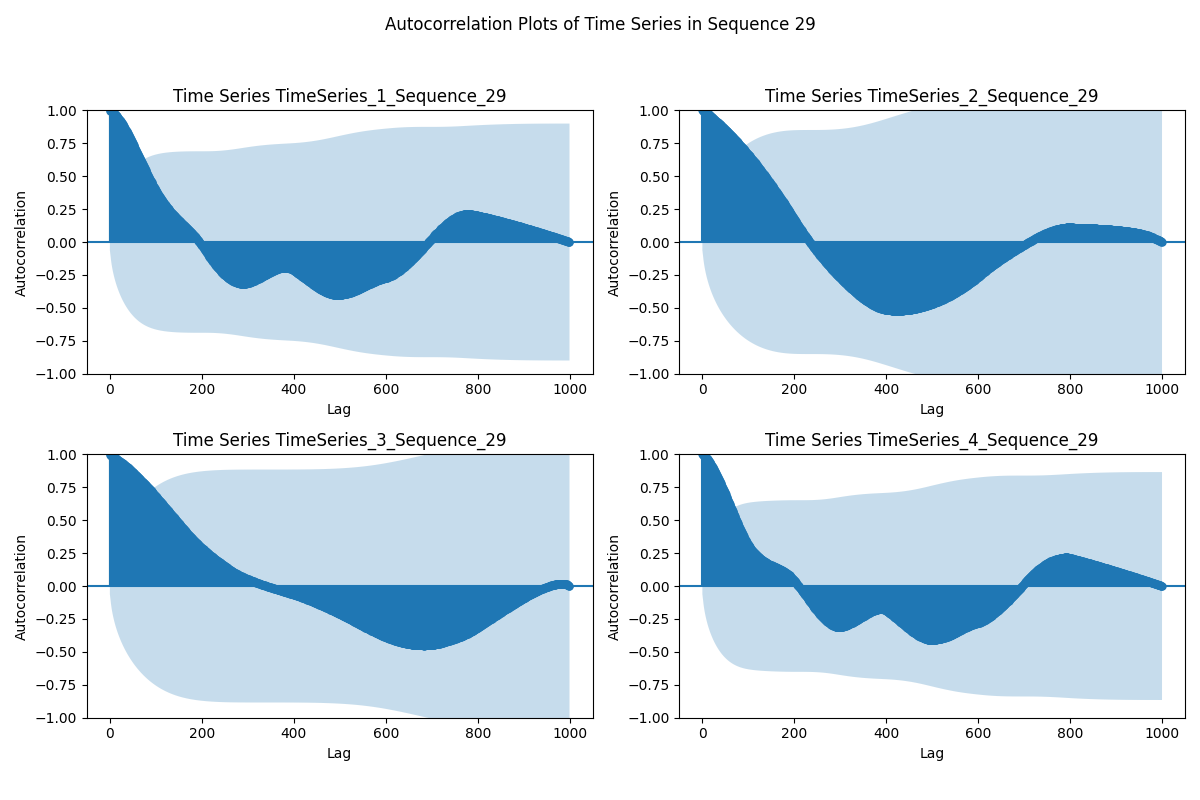 Autocorrelation Plots of Time Series in Sequence 29
Time Series TimeSeries_1_Sequence_29
1.00
0.75
0.50
0.25
0.00
−0.25
−0.50
−0.75
−1.00
Autocorrelation
0 200 400 600 800 1000
Lag
Time Series TimeSeries_2_Sequence_29
1.00
0.75
0.50
0.25
0.00
−0.25
−0.50
−0.75
−1.00
Autocorrelation
0 200 400 600 800 1000
Lag
Time Series TimeSeries_3_Sequence_29
1.00
0.75
0.50
0.25
0.00
−0.25
−0.50
−0.75
−1.00
Autocorrelation
0 200 400 600 800 1000
Lag
Time Series TimeSeries_4_Sequence_29
1.00
0.75
0.50
0.25
0.00
−0.25
−0.50
−0.75
−1.00
Autocorrelation
0 200 400 600 800 1000
Lag